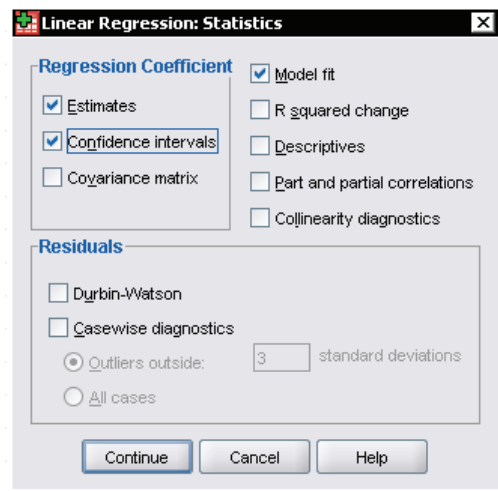 Linear Regression: Statistics
Regression Coefficient
Estimates
Confidence intervals
Covariance matrix
Model fit
R squared change
Descriptives
Part and partial correlations
Collinearity diagnostics
Residuals
Durbin-Watson
Casewise diagnostics
Outliers outside: 3 standard deviations
All cases
Continue Cancel Help